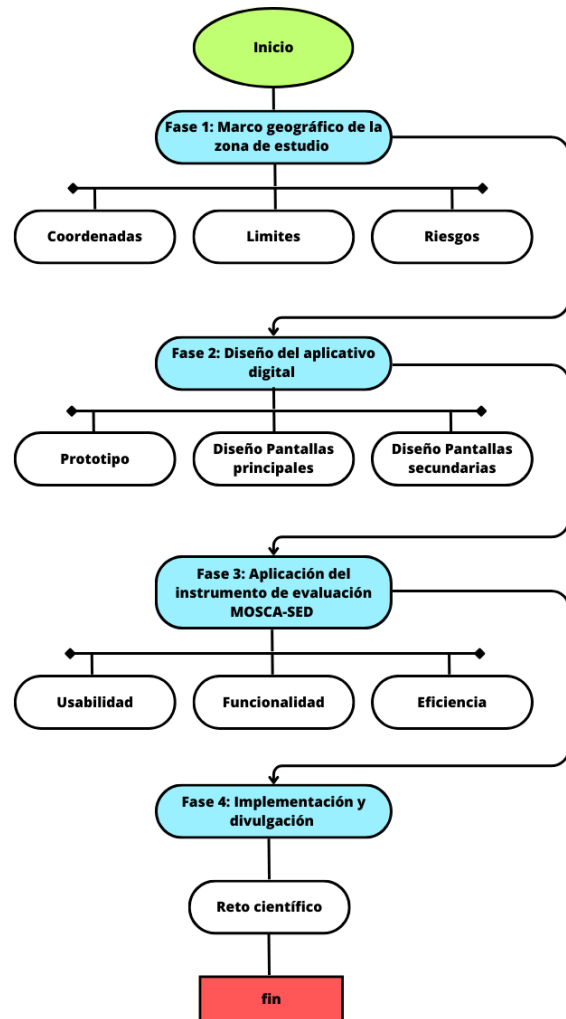 Inicio
Fase 1: Marco geográfico de la
zona de estudio
Coordenadas
Limites
Riesgos
Fase 2: Diseño del aplicativo
digital
Prototipo
Diseño Pantallas
principales
Diseño Pantallas
secundarias
Fase 3: Aplicación del
instrumento de evaluación
MOSCA-SED
Usabilidad
Funcionalidad
Eficiencia
Fase 4: Implementación y
divulgación
Reto científico
fin